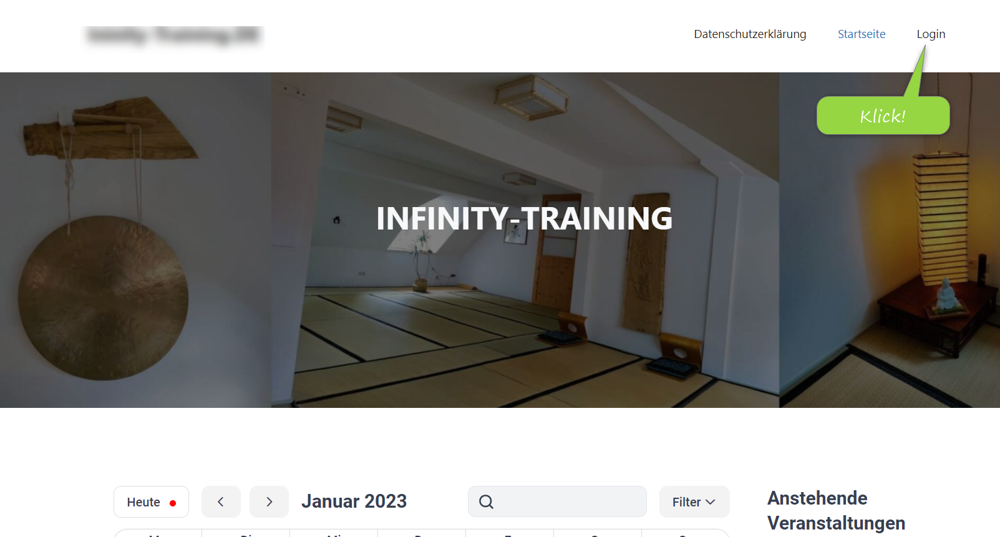 Datenschutzerklärung Startseite Login
Klick!
INFINITY-TRAINING
Heute
Januar 2023
Filter
Anstehende
Veranstaltungen